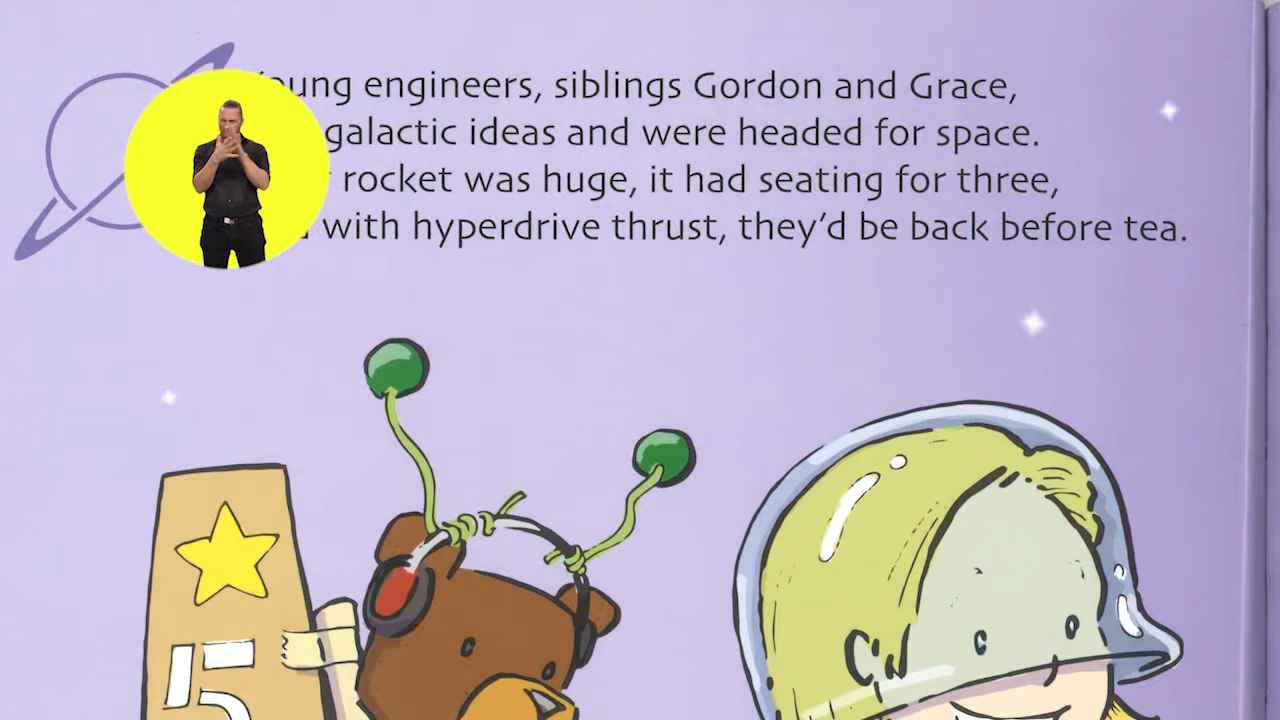 engineers, siblings Gordon and Grace,
galactic ideas and were headed for space.
rocket was huge, it had seating for three,
with hyperdrive thrust, they'd be back before tea.
5